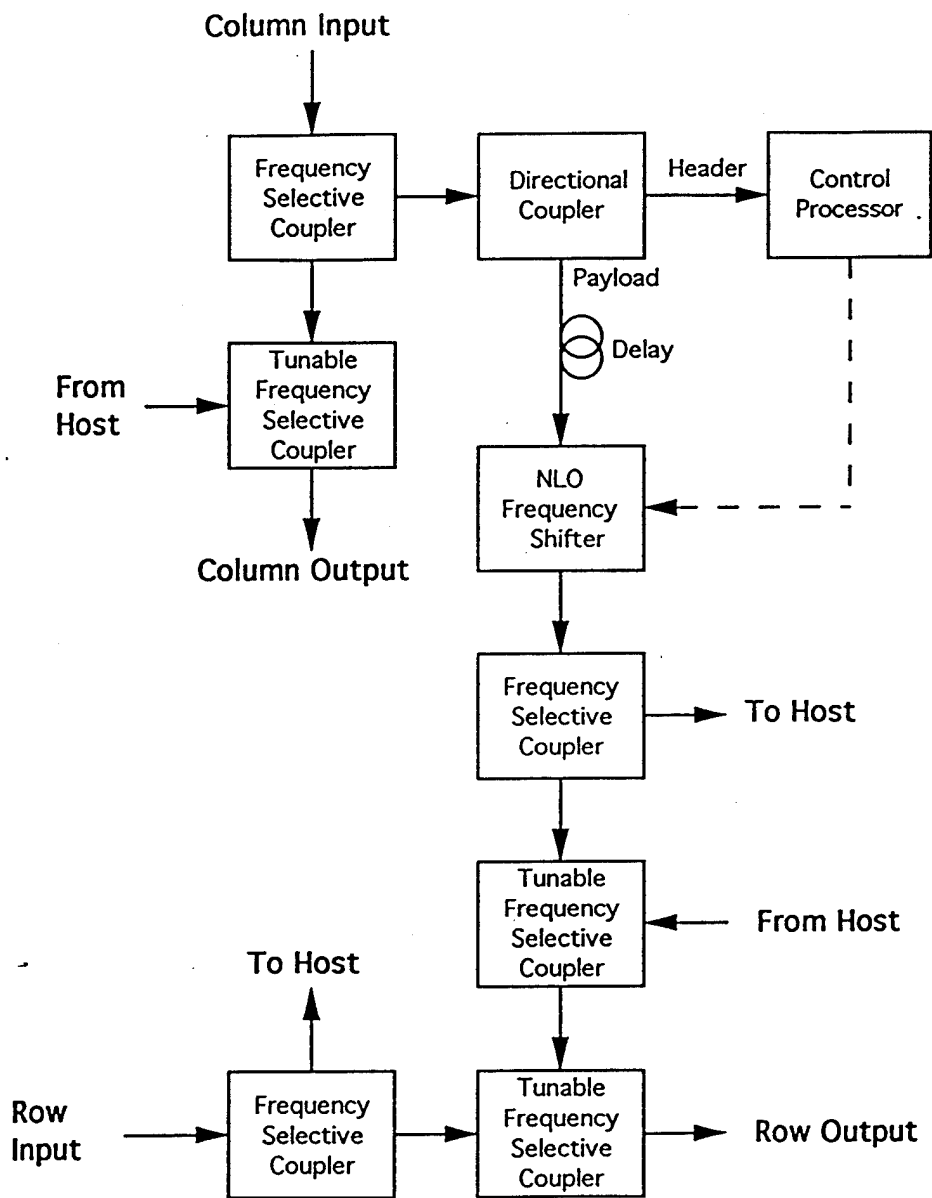 Column Input
Frequency
Selective
Coupler
Directional
Coupler
Header
Control
Processor
Payload
Delay
From
Host
Tunable
Frequency
Selective
Coupler
Column Output
NLO
Frequency
Shifter
Frequency
Selective
Coupler
To Host
Tunable
Frequency
Selective
Coupler
From Host
To Host
Row
Input
Frequency
Selective
Coupler
Tunable
Frequency
Selective
Coupler
Row Output